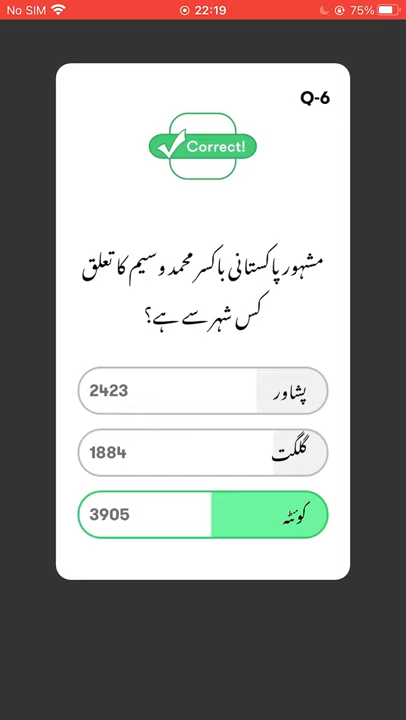 No SIM 22:19 75%
Q-6
Correct!
مشہور پاکستانی باکسر محمد وسیم کا تعلق
کس شہر سے ہے؟
پشاور 2423
گلگت 1884
کوئٹہ 3905